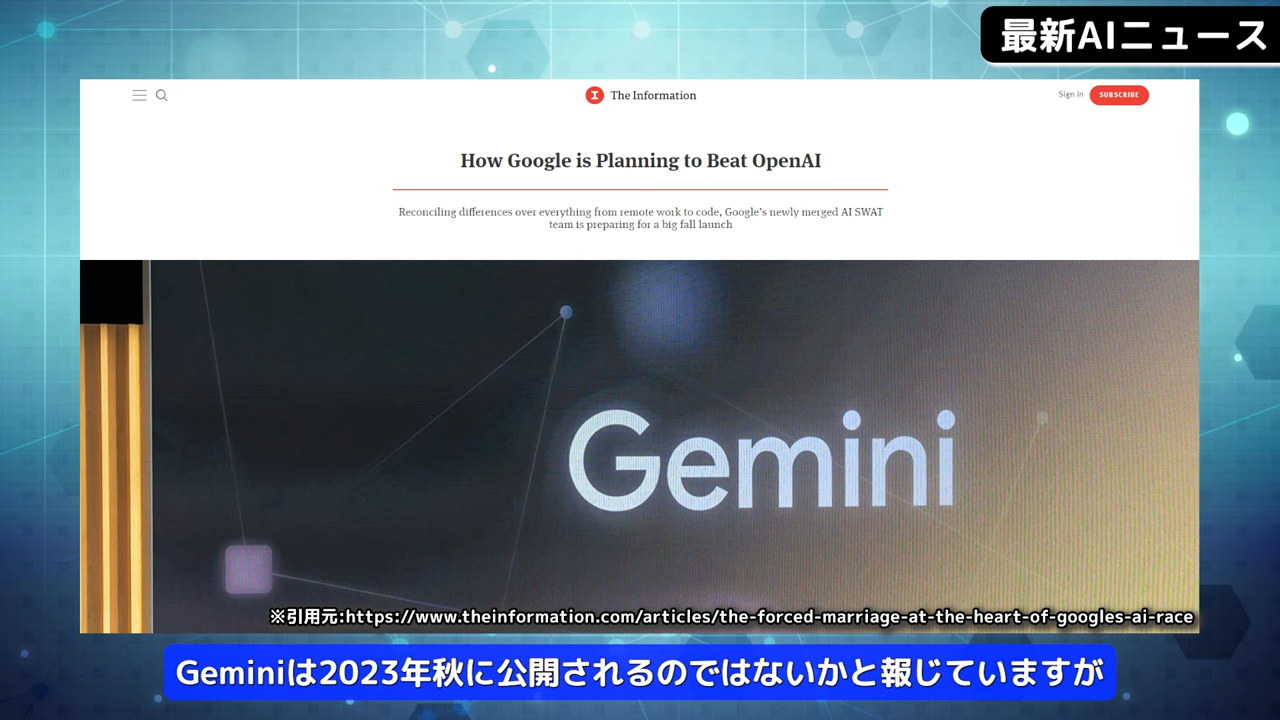 最新AIニュース
The Information
Sign In
SUBSCRIBE
How Google is Planning to Beat OpenAI
Reconciling differences over everything from remote work to code, Google's newly merged AI SWAT
team is preparing for a big fall launch
Gemini
※引用元:https://www.theinformation.com/articles/the-forced-marriage-at-the-heart-of-googles-ai-race
Geminiは2023年秋に公開されるのではないかと報じていますが